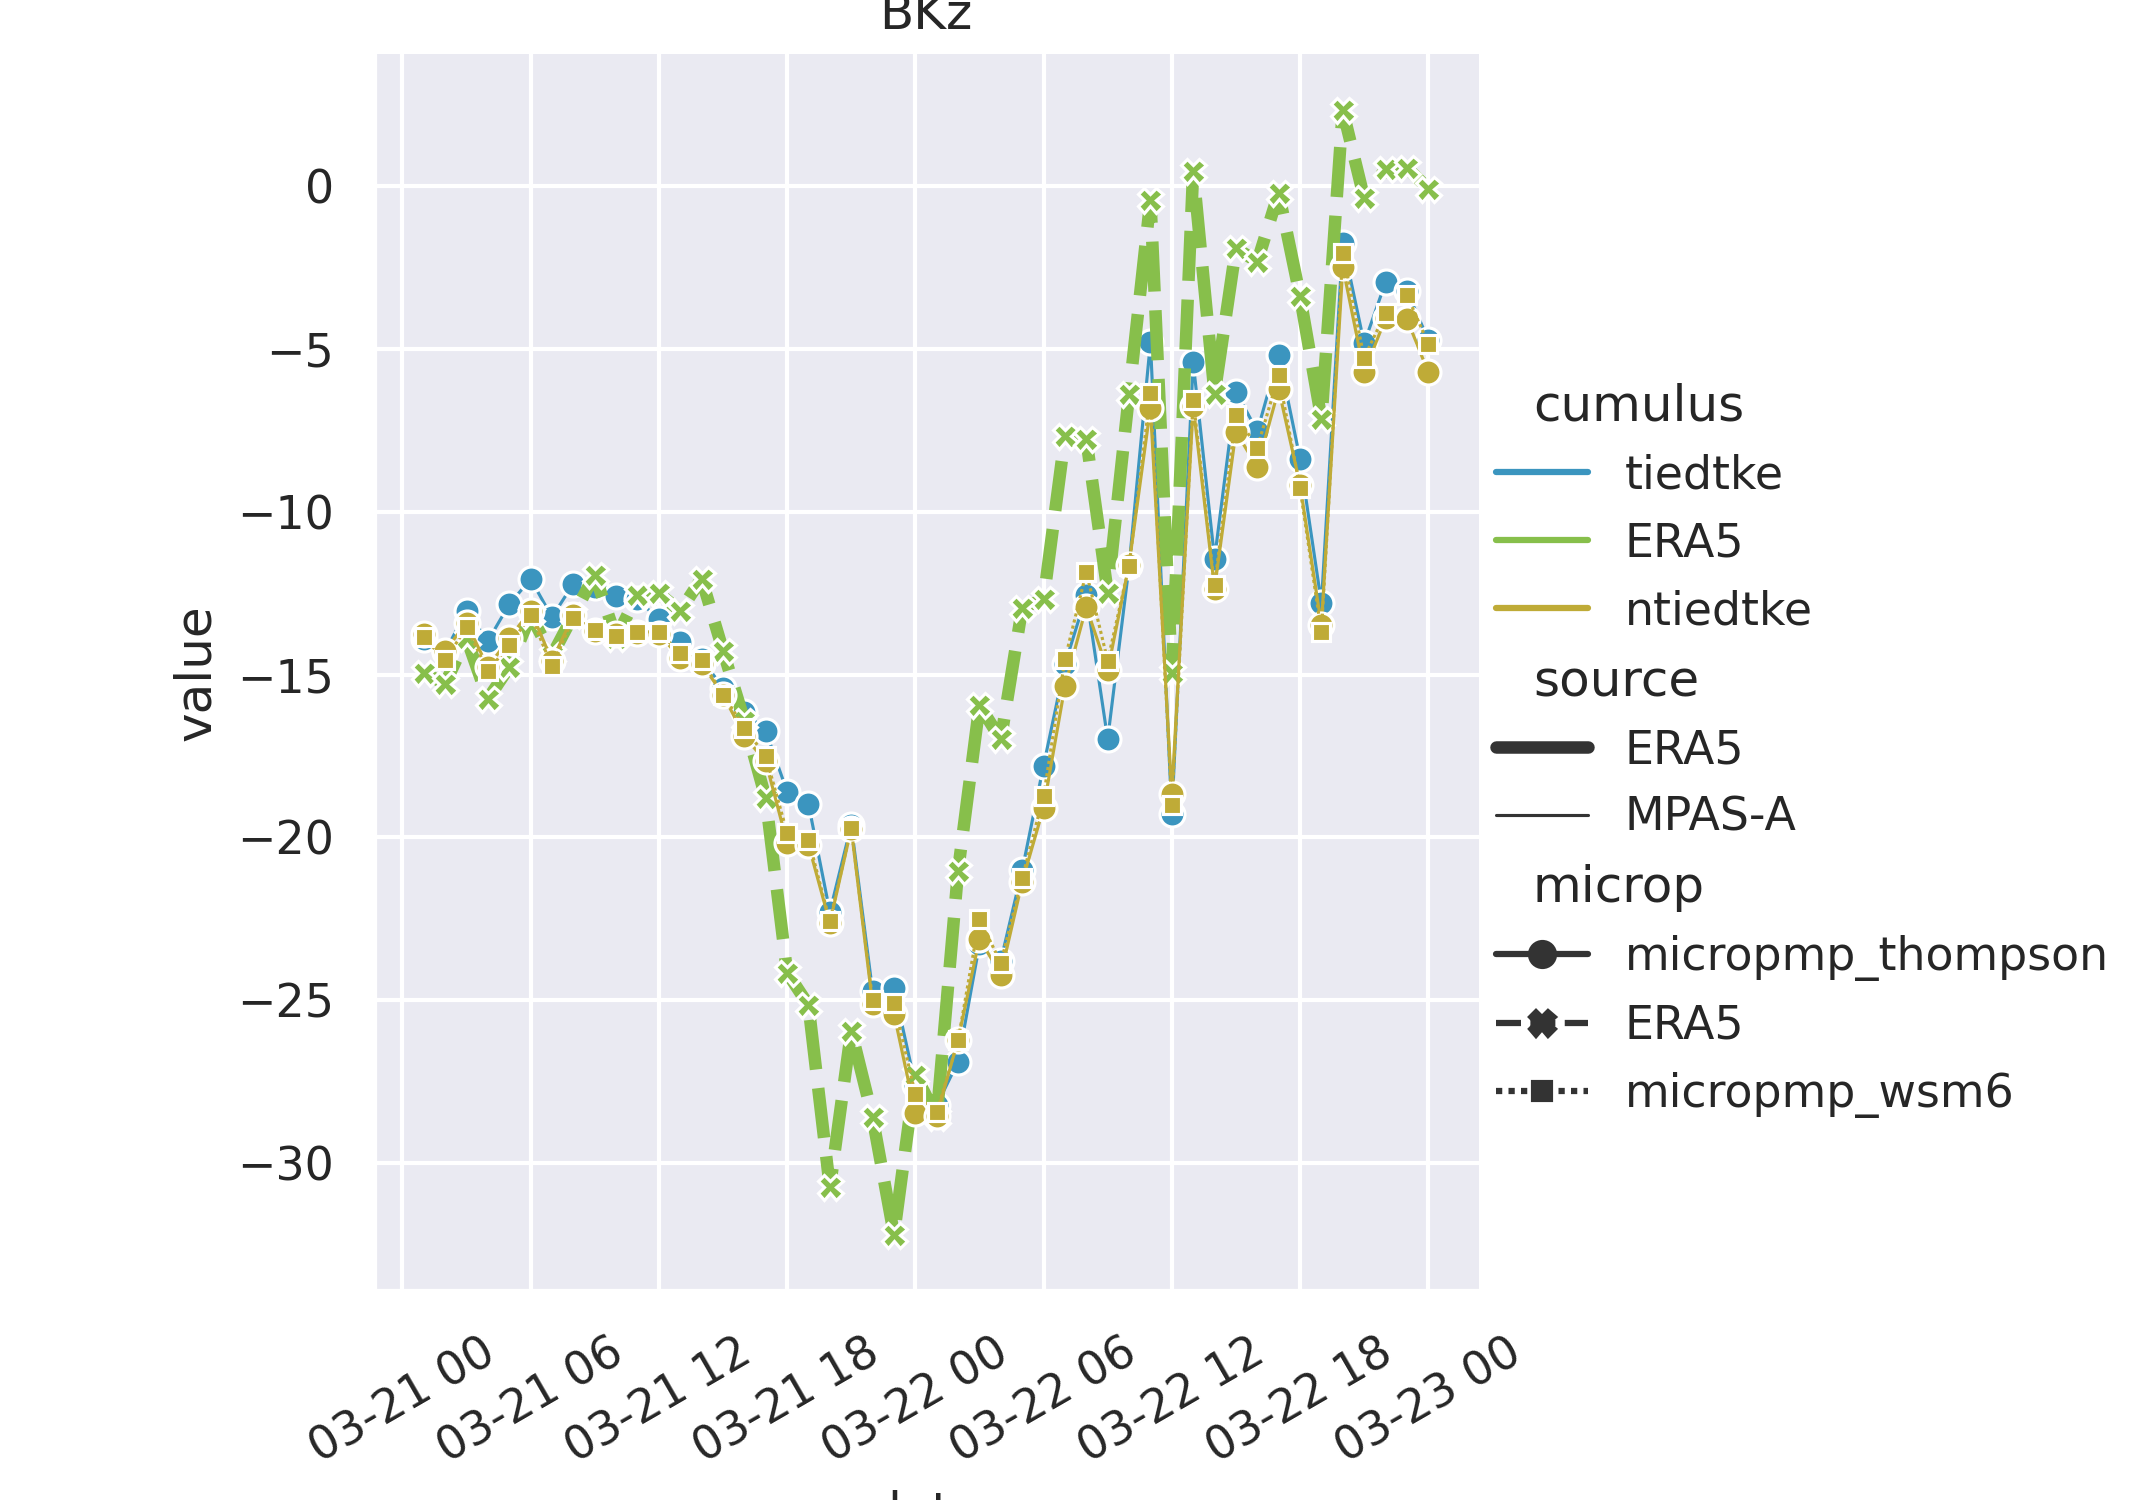 BKz
0
−5
−10
−15
−20
−25
−30
value
03-21 00
03-21 06
03-21 12
03-21 18
03-22 00
03-22 06
03-22 12
03-22 18
03-23 00
cumulus
tiedtke
ERA5
ntiedtke
source
ERA5
MPAS-A
microp
micropmp_thompson
ERA5
micropmp_wsm6